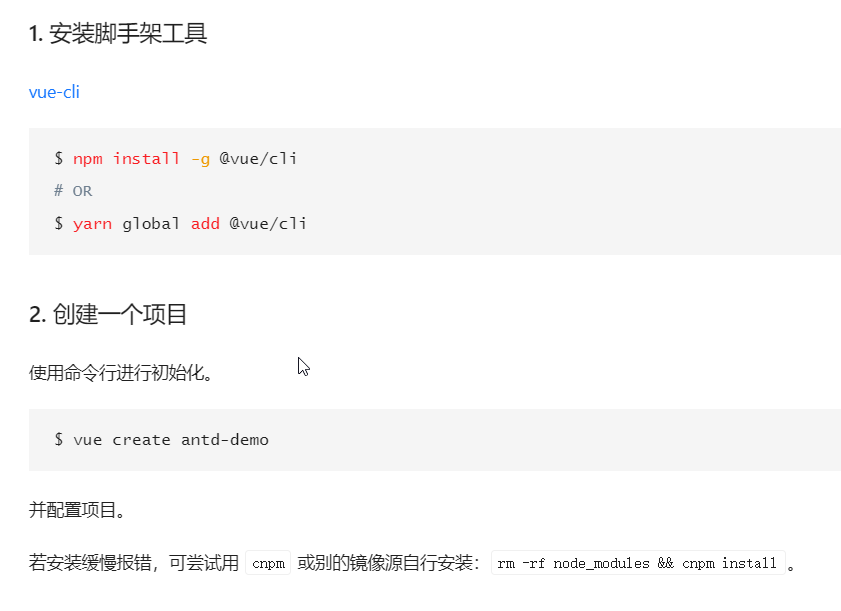 1. 安装脚手架工具
vue-cli
$ npm install -g @vue/cli
# OR
$ yarn global add @vue/cli
2. 创建一个项目
使用命令行进行初始化。
$ vue create antd-demo
并配置项目。
若安装缓慢报错，可尝试用 cnpm 或别的镜像源自行安装：rm -rf node_modules && cnpm install。